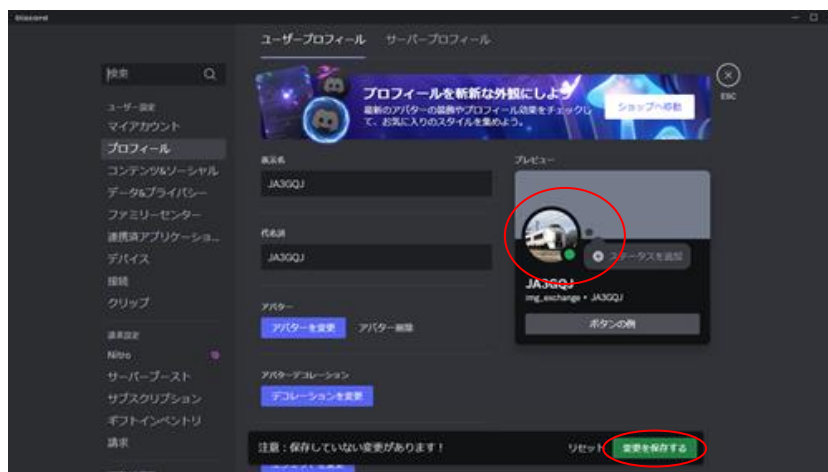 Discord
ユーザープロフィール サーバープロフィール
検索
プロフィールを斬新な外観にしよう
最新のアバターの装飾やプロフィール効果をチェックし
て、お気に入りのスタイルを集めよう。
ショップへ移動
ESC
ユーザー設定
マイアカウント
プロフィール
コンテンツ&ソーシャル
データ&プライバシー
ファミリーセンター
連携済アプリケーショ...
デバイス
接続
クリップ
請求設定
Nitro
サーバーブースト
サブスクリプション
ギフトインベントリ
請求
表示名
JA3GQJ
代名詞
JA3GQJ
アバター
アバターを変更 アバター削除
アバターデコレーション
デコレーションを変更
プレビュー
ステータスを追加
JA3GQJ
img_exchange • JA3GQJ
ボタンの例
注意：保存していない変更があります！
リセット 変更を保存する